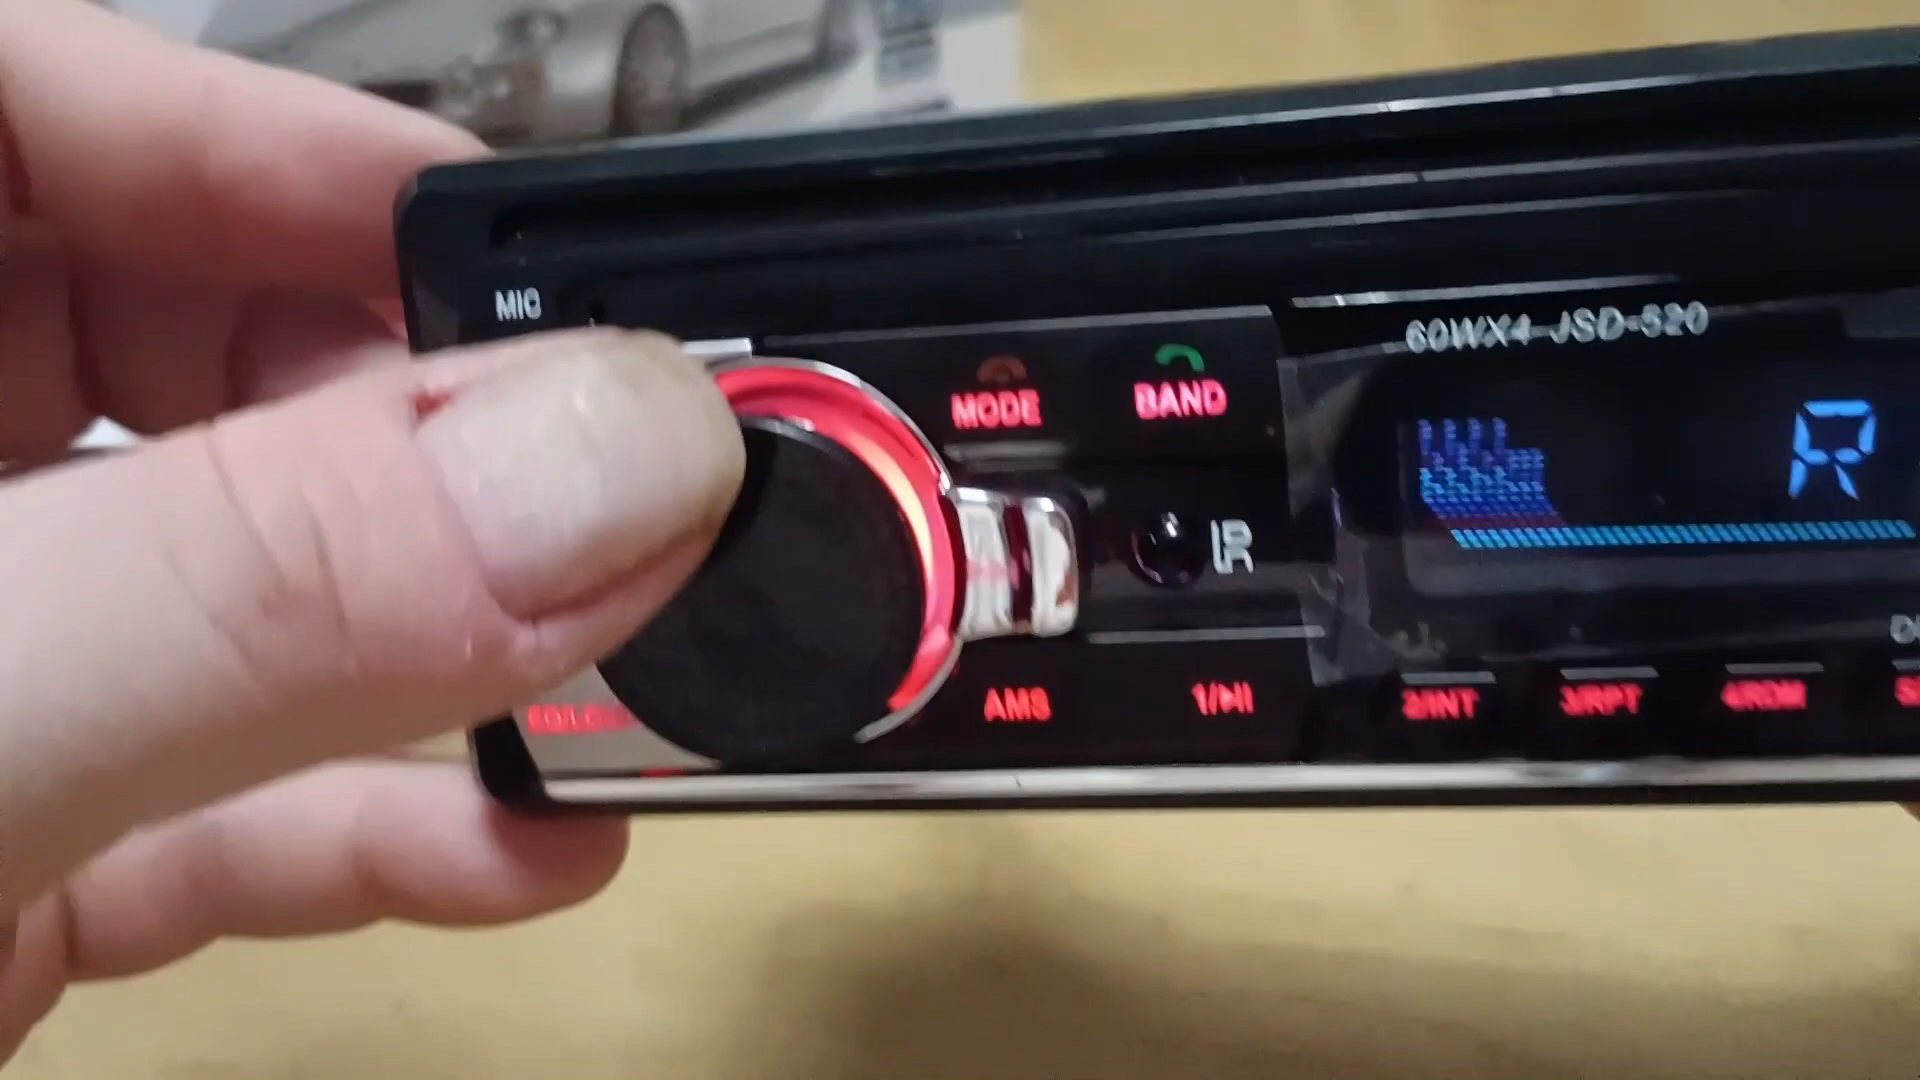 MIC
60WX4 JSD-520
MODE
BAND
R
IR
AMS
1/▶II
2/INT
3/RPT
4/RDM